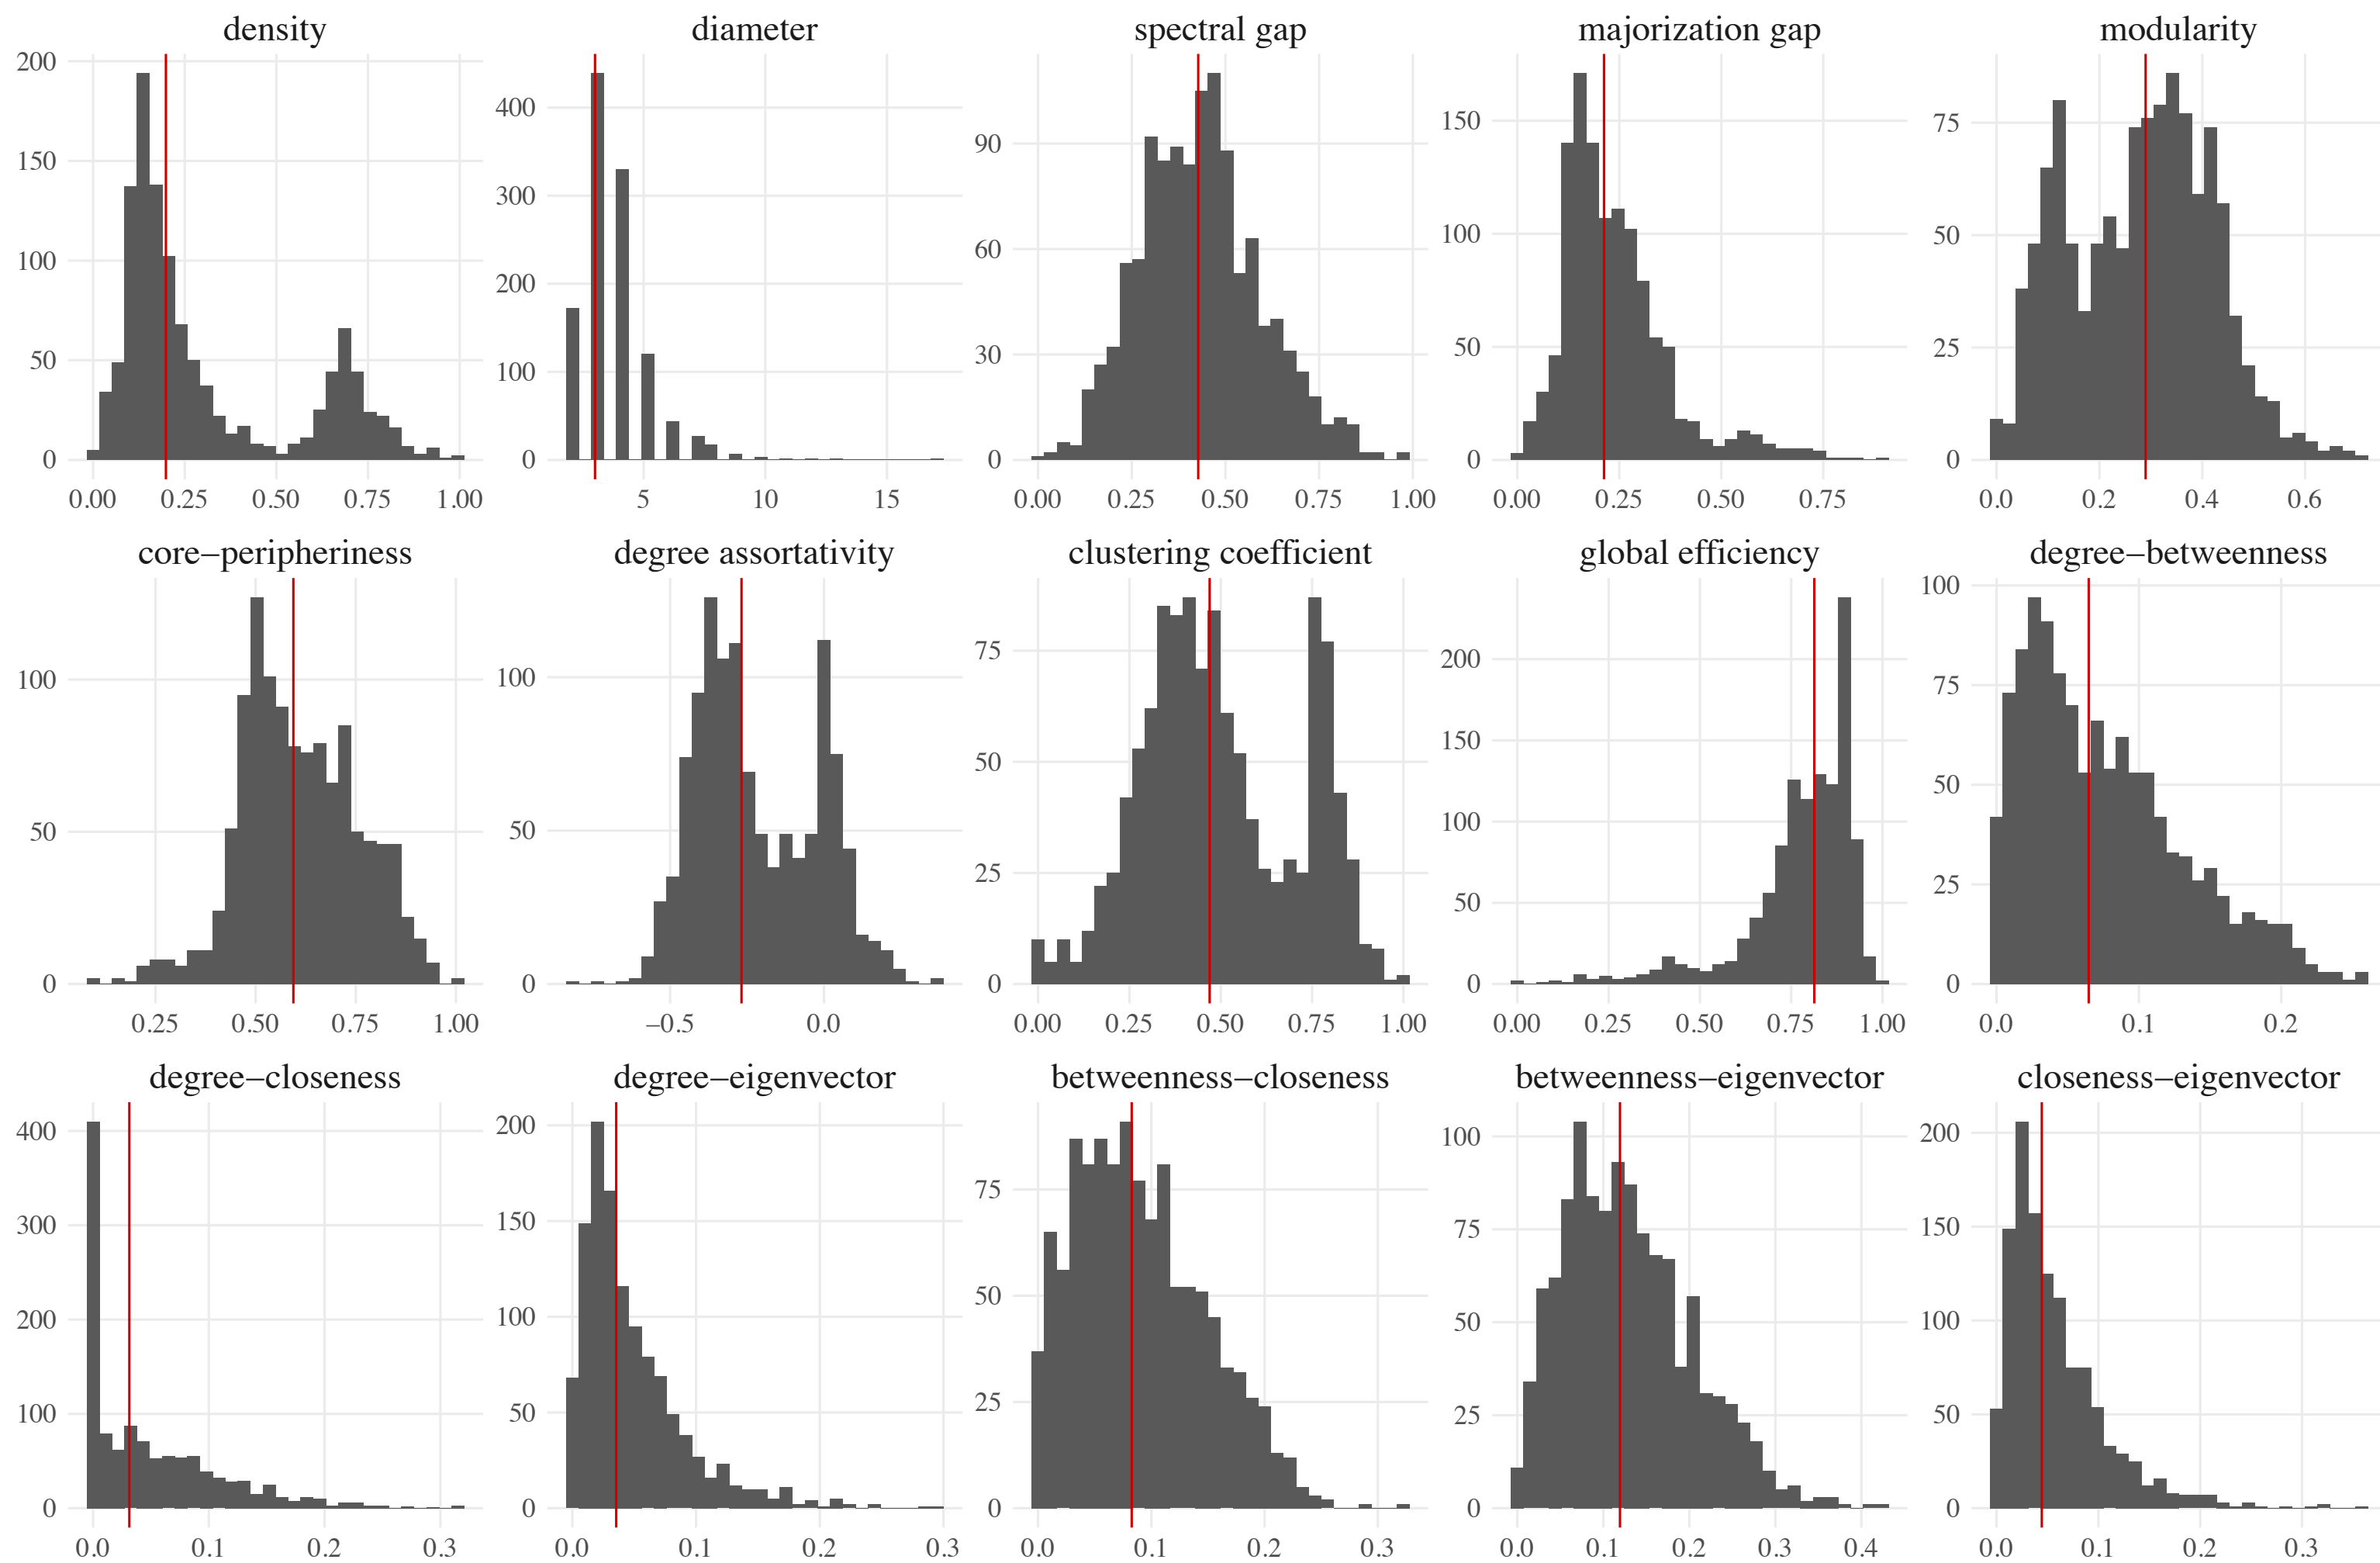 density
200
150
100
50
0
0.00 0.25 0.50 0.75 1.00
diameter
400
300
200
100
0
5 10 15
spectral gap
90
60
30
0
0.00 0.25 0.50 0.75 1.00
majorization gap
150
100
50
0
0.00 0.25 0.50 0.75
modularity
75
50
25
0
0.0 0.2 0.4 0.6
core−peripheriness
100
50
0
0.25 0.50 0.75 1.00
degree assortativity
100
50
0
−0.5 0.0
clustering coefficient
75
50
25
0
0.00 0.25 0.50 0.75 1.00
global efficiency
200
150
100
50
0
0.00 0.25 0.50 0.75 1.00
degree−betweenness
100
75
50
25
0
0.0 0.1 0.2
degree−closeness
400
300
200
100
0
0.0 0.1 0.2 0.3
degree−eigenvector
200
150
100
50
0
0.0 0.1 0.2 0.3
betweenness−closeness
75
50
25
0
0.0 0.1 0.2 0.3
betweenness−eigenvector
100
75
50
25
0
0.0 0.1 0.2 0.3 0.4
closeness−eigenvector
200
150
100
50
0
0.0 0.1 0.2 0.3